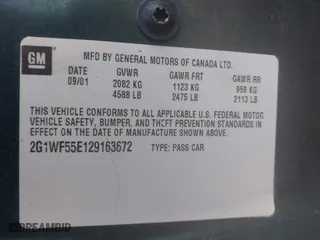 GM
MFD BY GENERAL MOTORS OF CANADA LTD.
DATE GVWR GAWR FRT GAWR RR
09/01 2082 KG 1123 KG 958 KG
4588 LB 2475 LB 2113 LB
THIS VEHICLE CONFORMS TO ALL APPLICABLE U.S. FEDERAL MOTOR
VEHICLE SAFETY, BUMPER, AND THEFT PREVENTION STANDARDS IN
EFFECT ON THE DATE OF MANUFACTURE SHOWN ABOVE.
2G1WF55E129163672 TYPE: PASS CAR